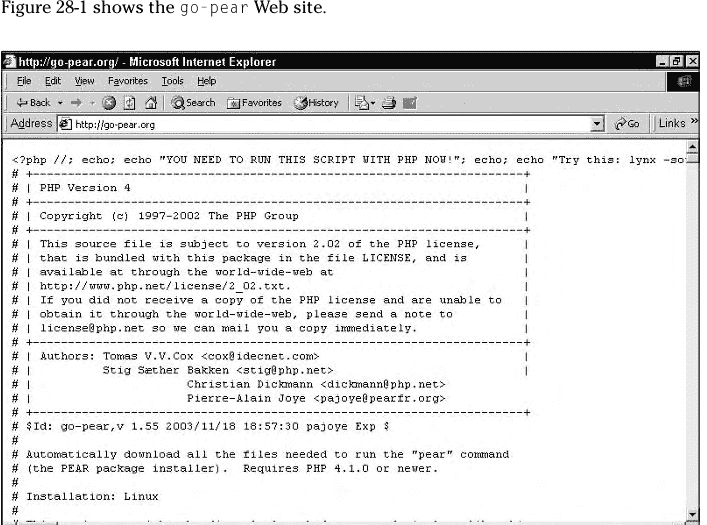 Figure 28-1 shows the go-pear Web site.
http://go-pear.org/ - Microsoft Internet Explorer
File Edit View Favorites Tools Help
Back Search Favorites History
Address http://go-pear.org Go Links »
<?php //; echo; echo "YOU NEED TO RUN THIS SCRIPT WITH PHP NOW!"; echo; echo "Try this: lynx -so
# +----------------------------------------------------------------------+
# | PHP Version 4 |
# +----------------------------------------------------------------------+
# | Copyright (c) 1997-2002 The PHP Group |
# +----------------------------------------------------------------------+
# | This source file is subject to version 2.02 of the PHP license, |
# | that is bundled with this package in the file LICENSE, and is |
# | available at through the world-wide-web at |
# | http://www.php.net/license/2_02.txt. |
# | If you did not receive a copy of the PHP license and are unable to |
# | obtain it through the world-wide-web, please send a note to |
# | license@php.net so we can mail you a copy immediately. |
# +----------------------------------------------------------------------+
# | Authors: Tomas V.V.Cox <cox@idecnet.com> |
# | Stig Sæther Bakken <stig@php.net> |
# | Christian Dickmann <dickmann@php.net>
# | Pierre-Alain Joye <pajoye@pearfr.org>
# +----------------------------------------------------------------------+
# $Id: go-pear,v 1.55 2003/11/18 18:57:30 pajoye Exp $
#
# Automatically download all the files needed to run the "pear" command
# (the PEAR package installer). Requires PHP 4.1.0 or newer.
#
# Installation: Linux
#